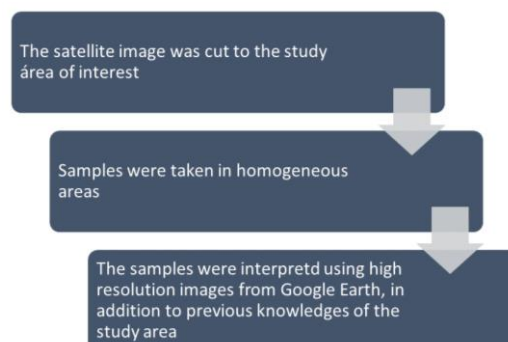 The satellite image was cut to the study
área of interest
Samples were taken in homogeneous
areas
The samples were interpretd using high
resolution images from Google Earth, in
addition to previous knowledges of the
study area